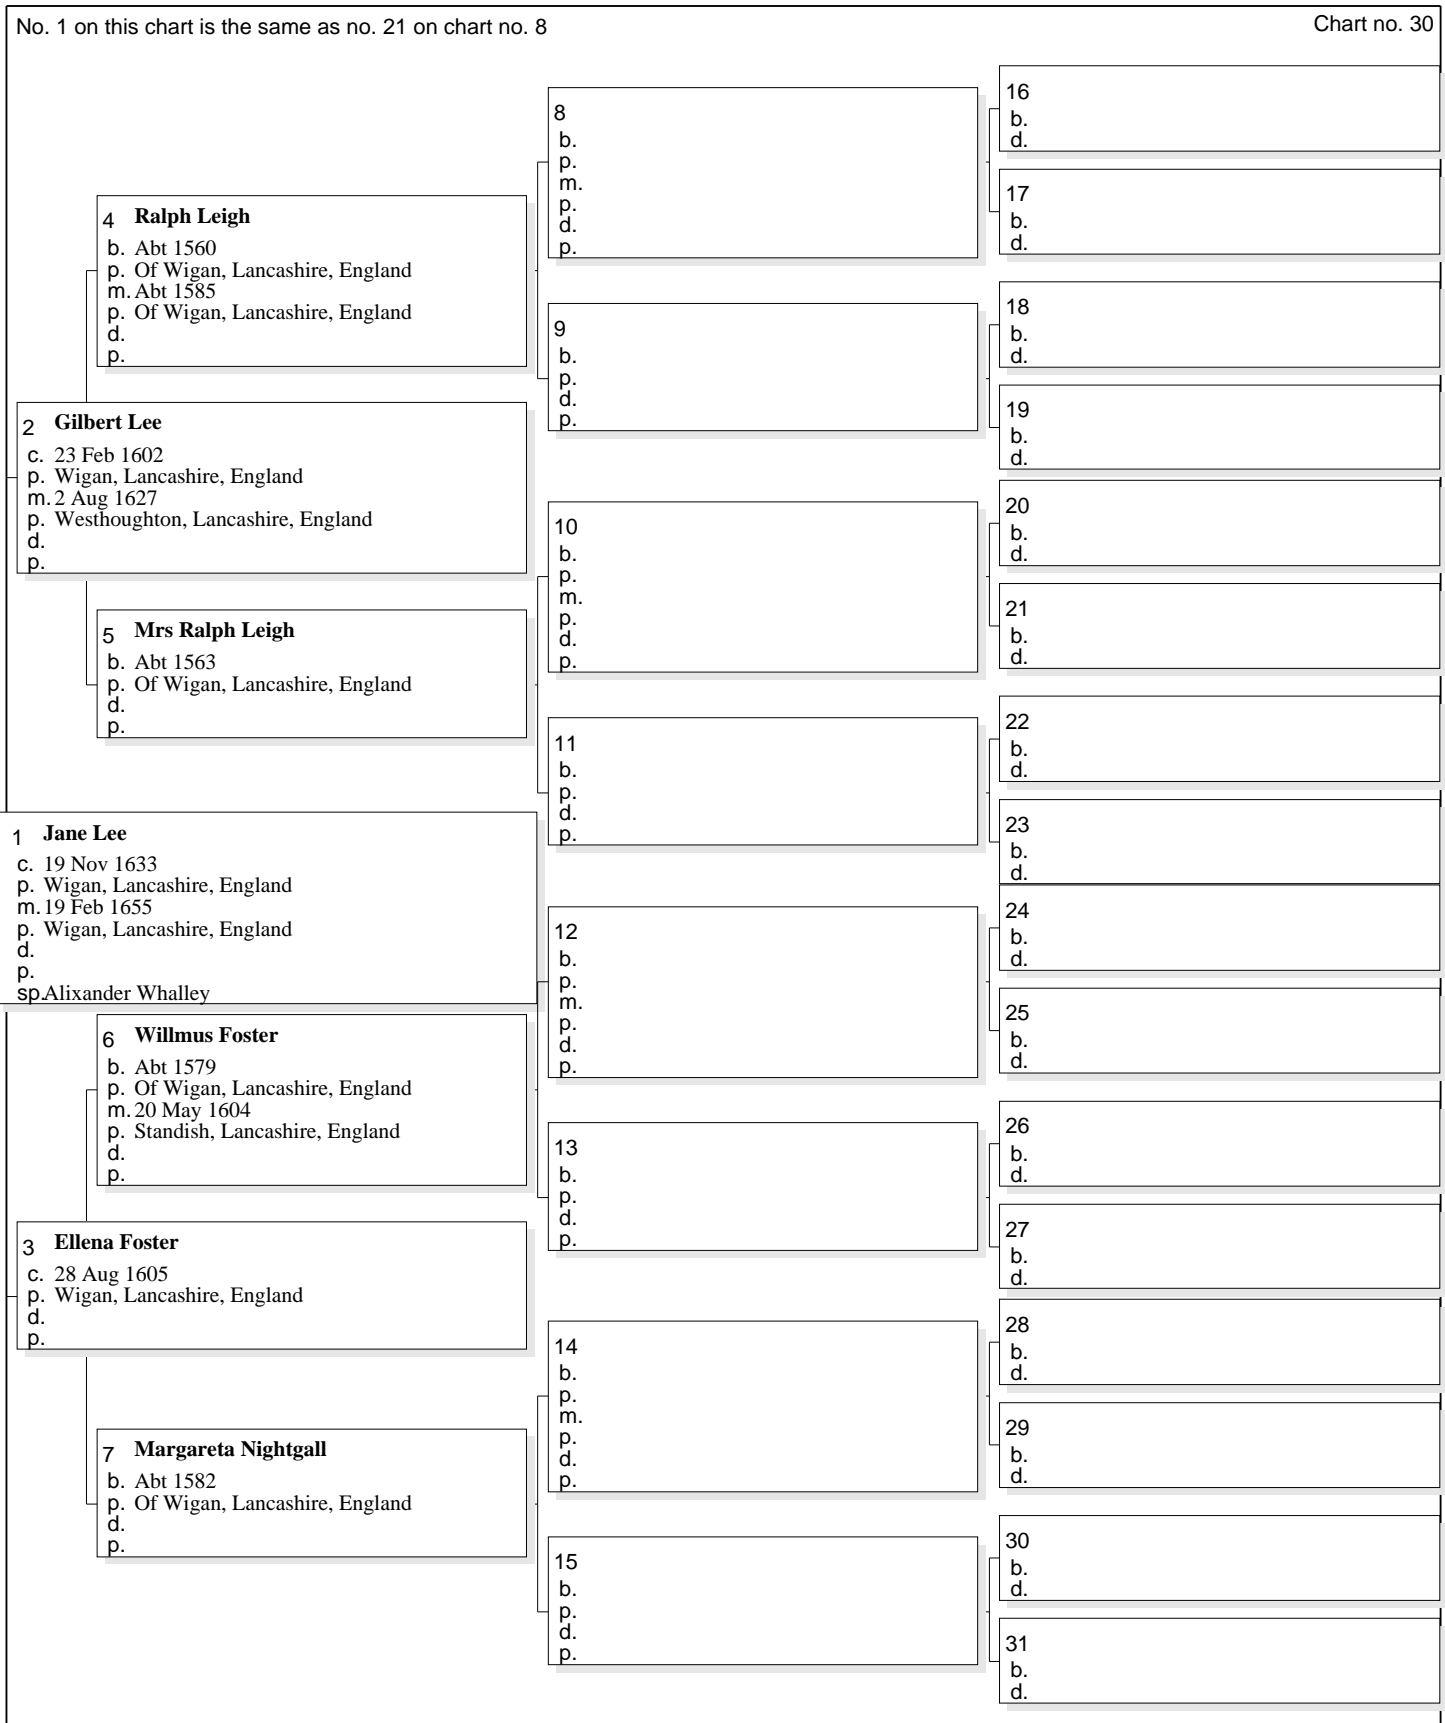 No. 1 on this chart is the same as no. 21 on chart no. 8
Chart no. 30
1 Jane Lee
c. 19 Nov 1633
p. Wigan, Lancashire, England
m. 19 Feb 1655
p. Wigan, Lancashire, England
d.
p.
sp. Alixander Whalley
2 Gilbert Lee
c. 23 Feb 1602
p. Wigan, Lancashire, England
m. 2 Aug 1627
p. Westhoughton, Lancashire, England
d.
p.
3 Ellena Foster
c. 28 Aug 1605
p. Wigan, Lancashire, England
d.
p.
4 Ralph Leigh
b. Abt 1560
p. Of Wigan, Lancashire, England
m. Abt 1585
p. Of Wigan, Lancashire, England
d.
p.
5 Mrs Ralph Leigh
b. Abt 1563
p. Of Wigan, Lancashire, England
d.
p.
6 Willmus Foster
b. Abt 1579
p. Of Wigan, Lancashire, England
m. 20 May 1604
p. Standish, Lancashire, England
d.
p.
7 Margareta Nightgall
b. Abt 1582
p. Of Wigan, Lancashire, England
d.
p.
8
b.
p.
m.
p.
d.
p.
9
b.
p.
d.
p.
10
b.
p.
m.
p.
d.
p.
11
b.
p.
d.
p.
12
b.
p.
m.
p.
d.
p.
13
b.
p.
d.
p.
14
b.
p.
m.
p.
d.
p.
15
b.
p.
d.
p.
16
b.
d.
17
b.
d.
18
b.
d.
19
b.
d.
20
b.
d.
21
b.
d.
22
b.
d.
23
b.
d.
24
b.
d.
25
b.
d.
26
b.
d.
27
b.
d.
28
b.
d.
29
b.
d.
30
b.
d.
31
b.
d.